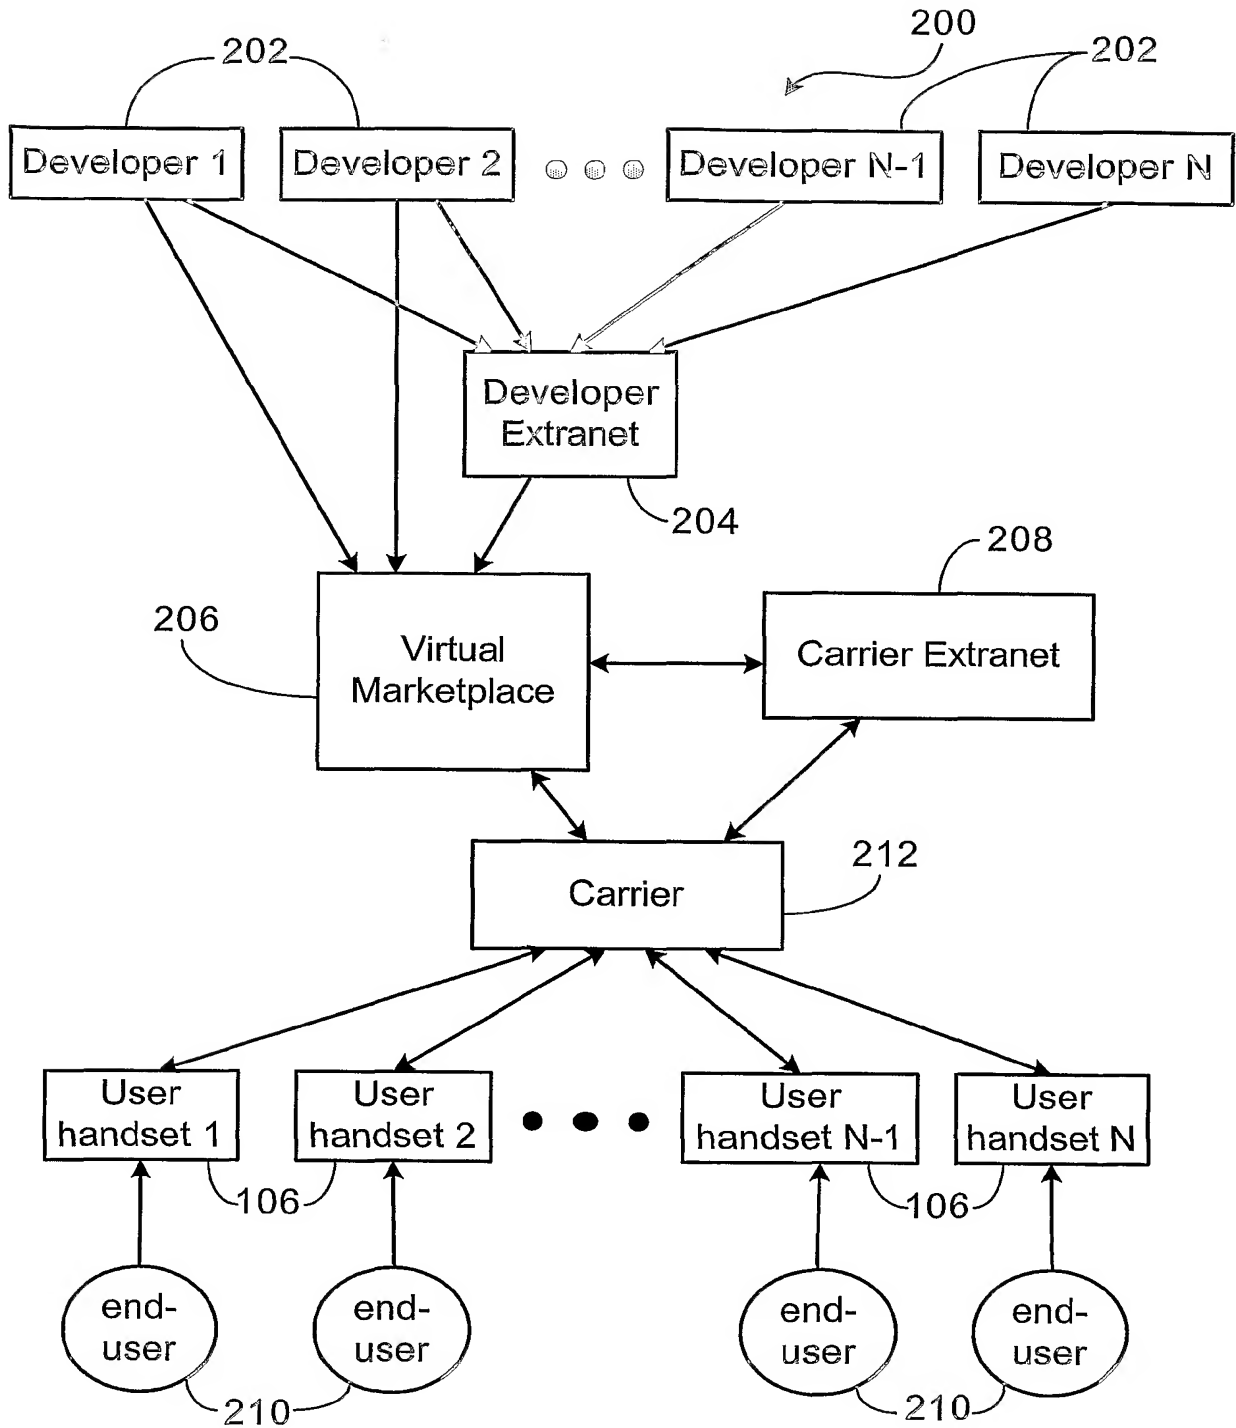 200
202
202
Developer 1
Developer 2
Developer N-1
Developer N
Developer
Extranet
204
208
206
Virtual
Marketplace
Carrier Extranet
212
Carrier
User
handset 1
User
handset 2
User
handset N-1
User
handset N
106
106
end-
user
end-
user
end-
user
end-
user
210
210